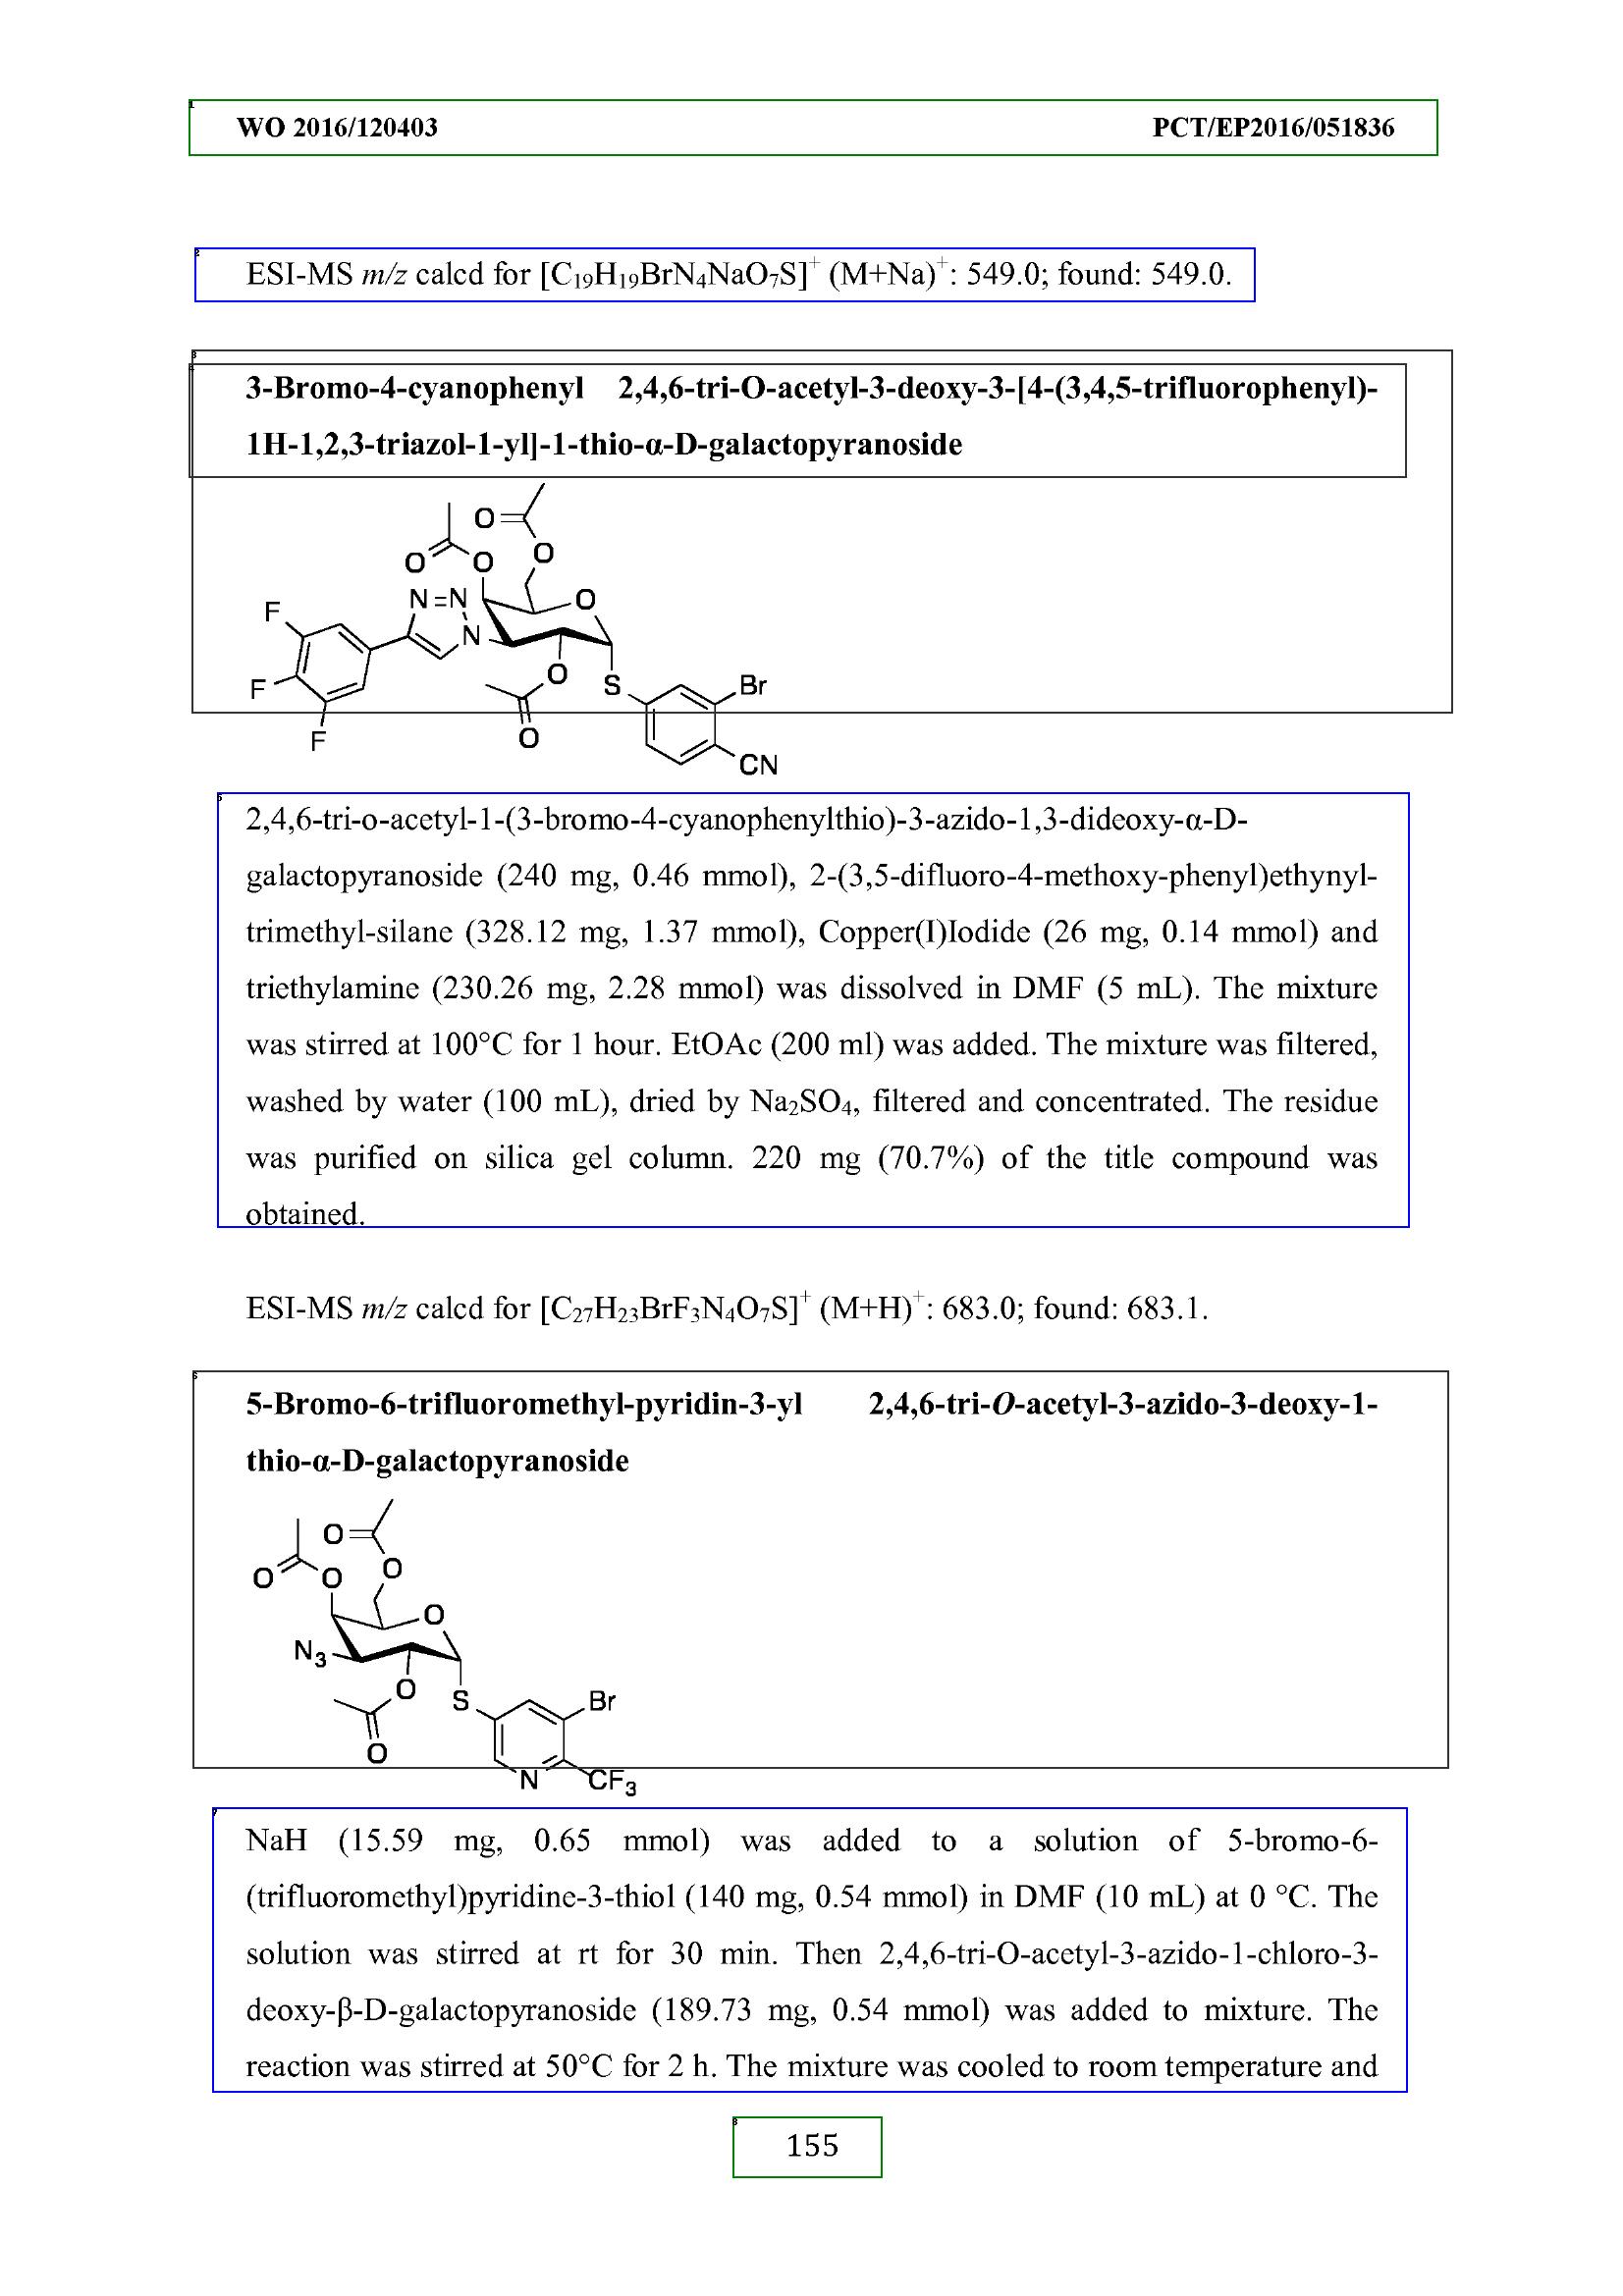 WO 2016/120403 PCT/EP2016/051836
ESI-MS m/z calcd for [C₁₉H₁₉BrN₄NaO₇S]⁺ (M+Na)⁺: 549.0; found: 549.0.
3-Bromo-4-cyanophenyl 2,4,6-tri-O-acetyl-3-deoxy-3-[4-(3,4,5-trifluorophenyl)-
1H-1,2,3-triazol-1-yl]-1-thio-α-D-galactopyranoside
O
O
O
O
N=N
O
F
N
O
F
S
Br
F
O
CN
2,4,6-tri-o-acetyl-1-(3-bromo-4-cyanophenylthio)-3-azido-1,3-dideoxy-α-D-
galactopyranoside (240 mg, 0.46 mmol), 2-(3,5-difluoro-4-methoxy-phenyl)ethynyl-
trimethyl-silane (328.12 mg, 1.37 mmol), Copper(I)Iodide (26 mg, 0.14 mmol) and
triethylamine (230.26 mg, 2.28 mmol) was dissolved in DMF (5 mL). The mixture
was stirred at 100°C for 1 hour. EtOAc (200 ml) was added. The mixture was filtered,
washed by water (100 mL), dried by Na₂SO₄, filtered and concentrated. The residue
was purified on silica gel column. 220 mg (70.7%) of the title compound was
obtained.
ESI-MS m/z calcd for [C₂₇H₂₃BrF₃N₄O₇S]⁺ (M+H)⁺: 683.0; found: 683.1.
5-Bromo-6-trifluoromethyl-pyridin-3-yl 2,4,6-tri-O-acetyl-3-azido-3-deoxy-1-
thio-α-D-galactopyranoside
O
O
O
O
O
N₃
O
S
Br
O
N
CF₃
NaH (15.59 mg, 0.65 mmol) was added to a solution of 5-bromo-6-
(trifluoromethyl)pyridine-3-thiol (140 mg, 0.54 mmol) in DMF (10 mL) at 0 °C. The
solution was stirred at rt for 30 min. Then 2,4,6-tri-O-acetyl-3-azido-1-chloro-3-
deoxy-β-D-galactopyranoside (189.73 mg, 0.54 mmol) was added to mixture. The
reaction was stirred at 50°C for 2 h. The mixture was cooled to room temperature and
155